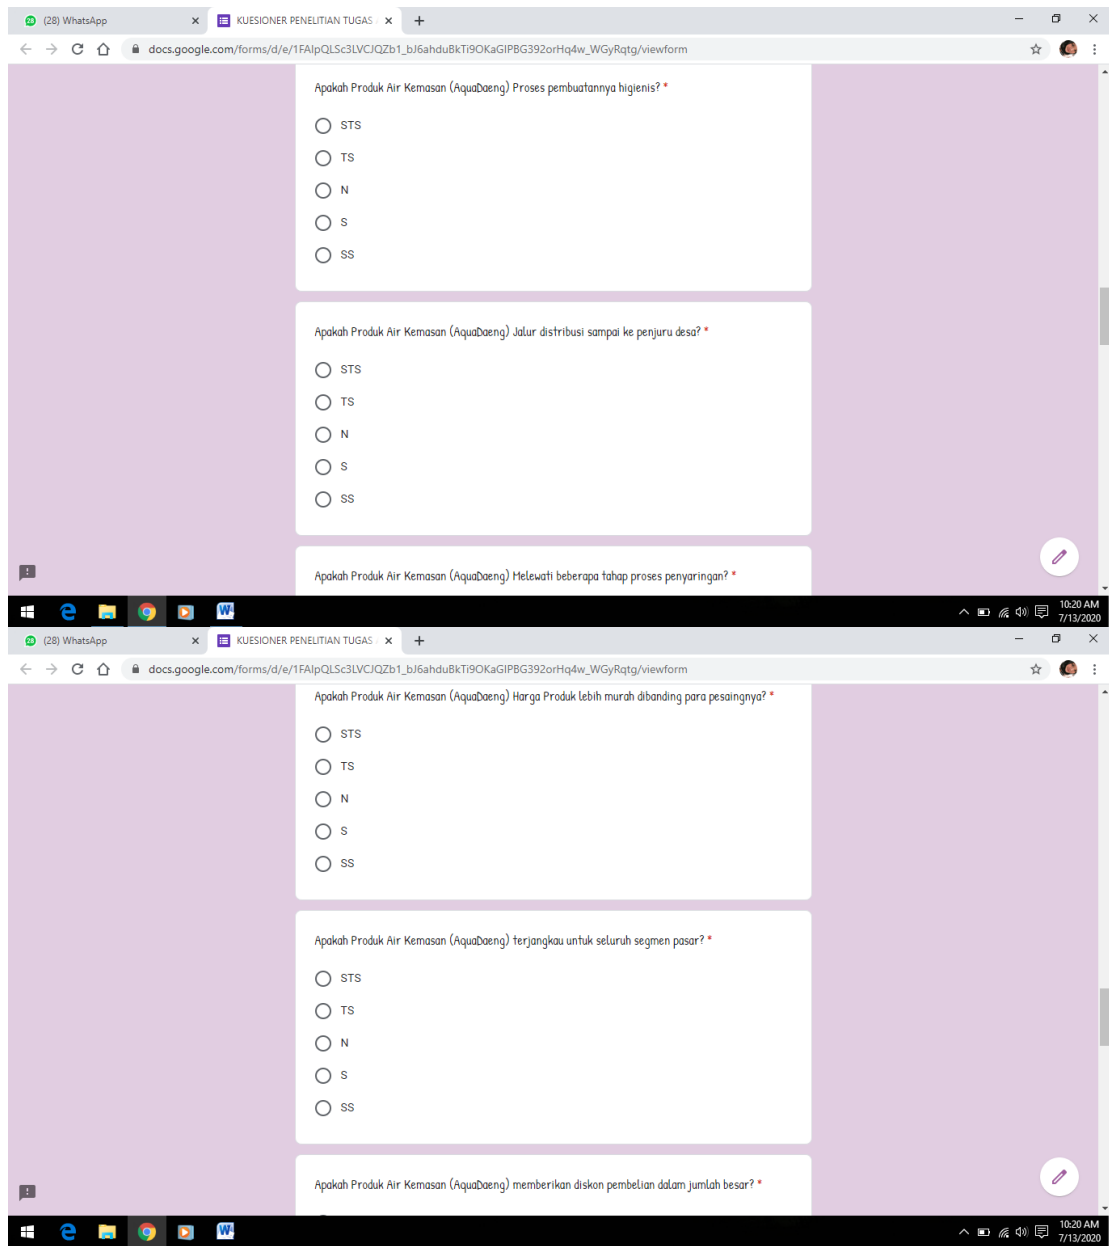 (28) WhatsApp
KUESIONER PENELITIAN TUGAS
docs.google.com/forms/d/e/1FAIpQLSc3LVCJQZb1_bJ6ahduBkTi9OKaGIPBG392orHq4w_WGyRqtg/viewform
Apakah Produk Air Kemasan (AquaDaeng) Proses pembuatannya higienis? *
STS
TS
N
S
SS
Apakah Produk Air Kemasan (AquaDaeng) Jalur distribusi sampai ke penjuru desa? *
STS
TS
N
S
SS
Apakah Produk Air Kemasan (AquaDaeng) Melewati beberapa tahap proses penyaringan? *
10:20 AM
7/13/2020
(28) WhatsApp
KUESIONER PENELITIAN TUGAS
docs.google.com/forms/d/e/1FAIpQLSc3LVCJQZb1_bJ6ahduBkTi9OKaGIPBG392orHq4w_WGyRqtg/viewform
Apakah Produk Air Kemasan (AquaDaeng) Harga Produk lebih murah dibanding para pesaingnya? *
STS
TS
N
S
SS
Apakah Produk Air Kemasan (AquaDaeng) terjangkau untuk seluruh segmen pasar? *
STS
TS
N
S
SS
Apakah Produk Air Kemasan (AquaDaeng) memberikan diskon pembelian dalam jumlah besar? *
10:20 AM
7/13/2020